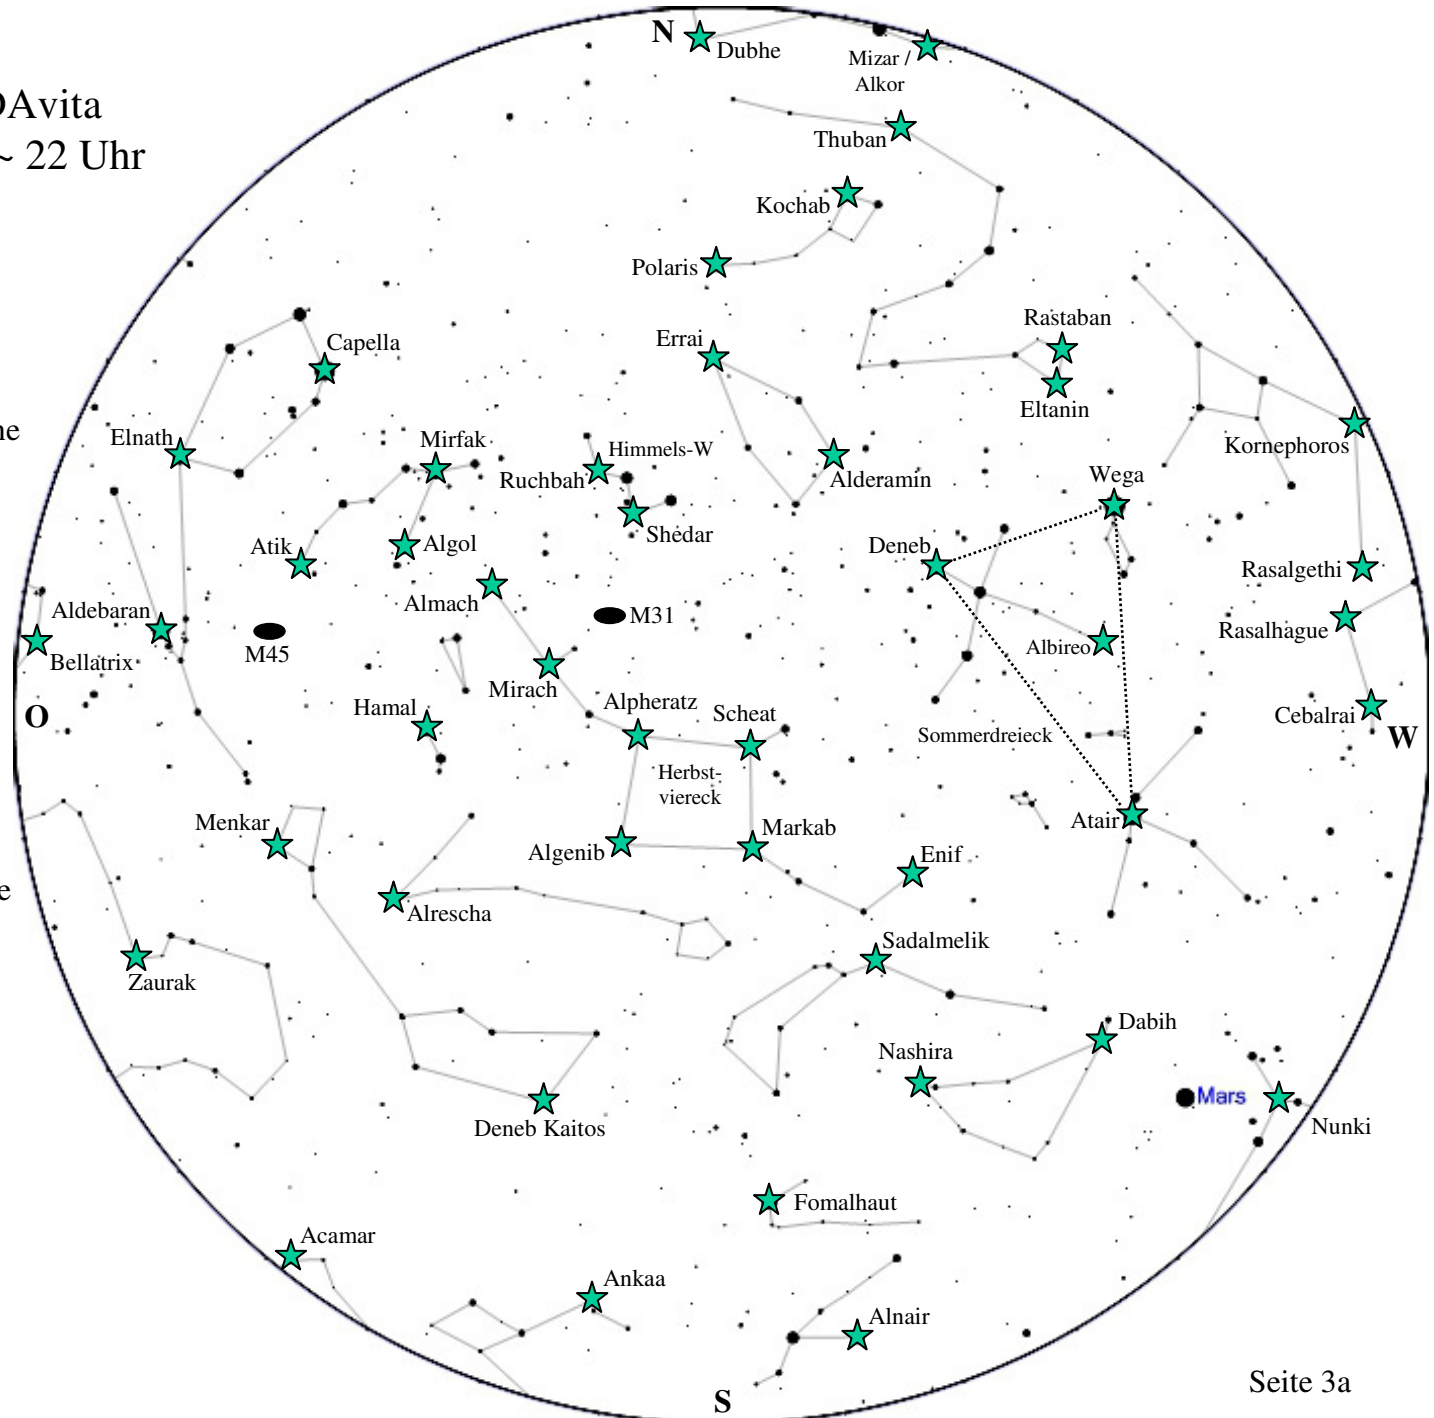 N
Dubhe
Mizar /
Alkor
Avita
~ 22 Uhr
Thuban
Kochab
Polaris
Rastaban
Errai
Capella
Eltanin
Elnath
Mirfak
Himmels-W
Ruchbah
Kornephoros
Alderamin
Wega
Shedar
Atik
Algol
Deneb
Rasalgethi
Almach
Aldebaran
M31
Rasalhague
Albireo
M45
Bellatrix
Mirach
Alpheratz
Hamal
Scheat
Cebalrai
O
Sommerdreieck
W
Herbst-
viereck
Menkar
Atair
Markab
Algenib
Enif
Alrescha
Sadalmelik
Zaurak
Dabih
Nashira
Mars
Nunki
Deneb Kaitos
Fomalhaut
Acamar
Ankaa
Alnair
Seite 3a
S